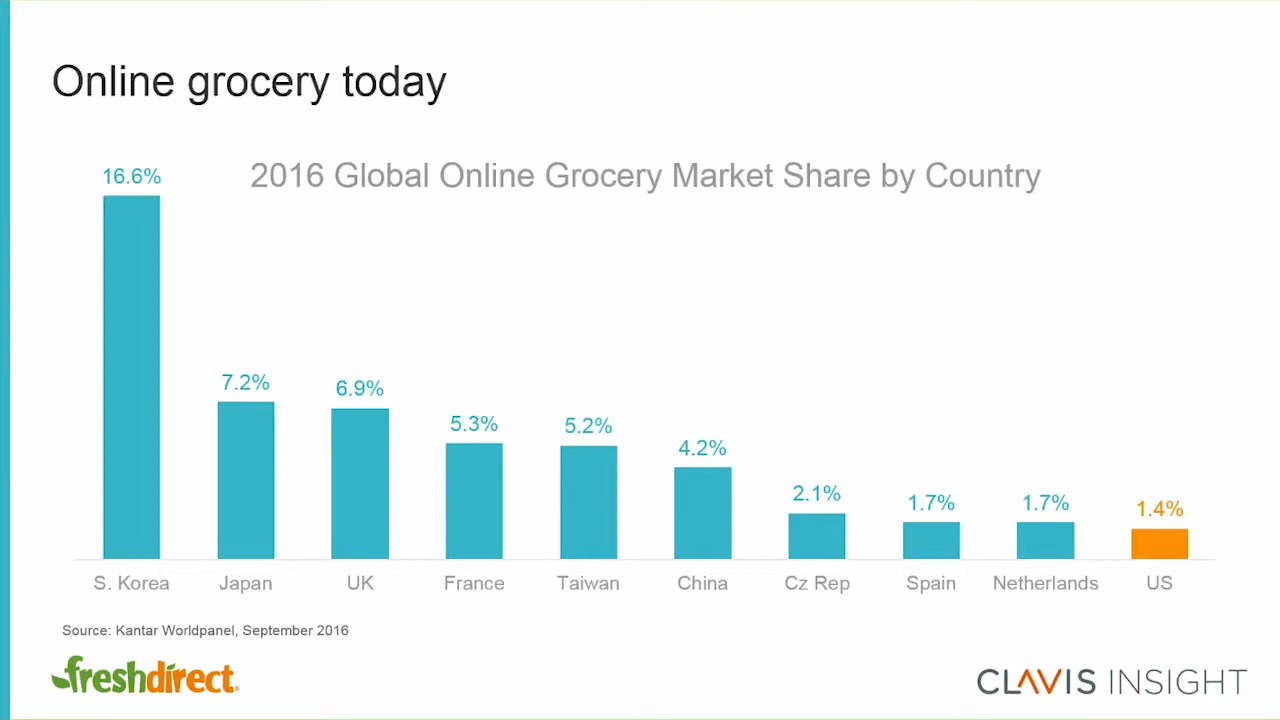 Online grocery today
2016 Global Online Grocery Market Share by Country
16.6%
7.2%
6.9%
5.3%
5.2%
4.2%
2.1%
1.7%
1.7%
1.4%
S. Korea
Japan
UK
France
Taiwan
China
Cz Rep
Spain
Netherlands
US
Source: Kantar Worldpanel, September 2016
freshdirect®
CLAVIS INSIGHT